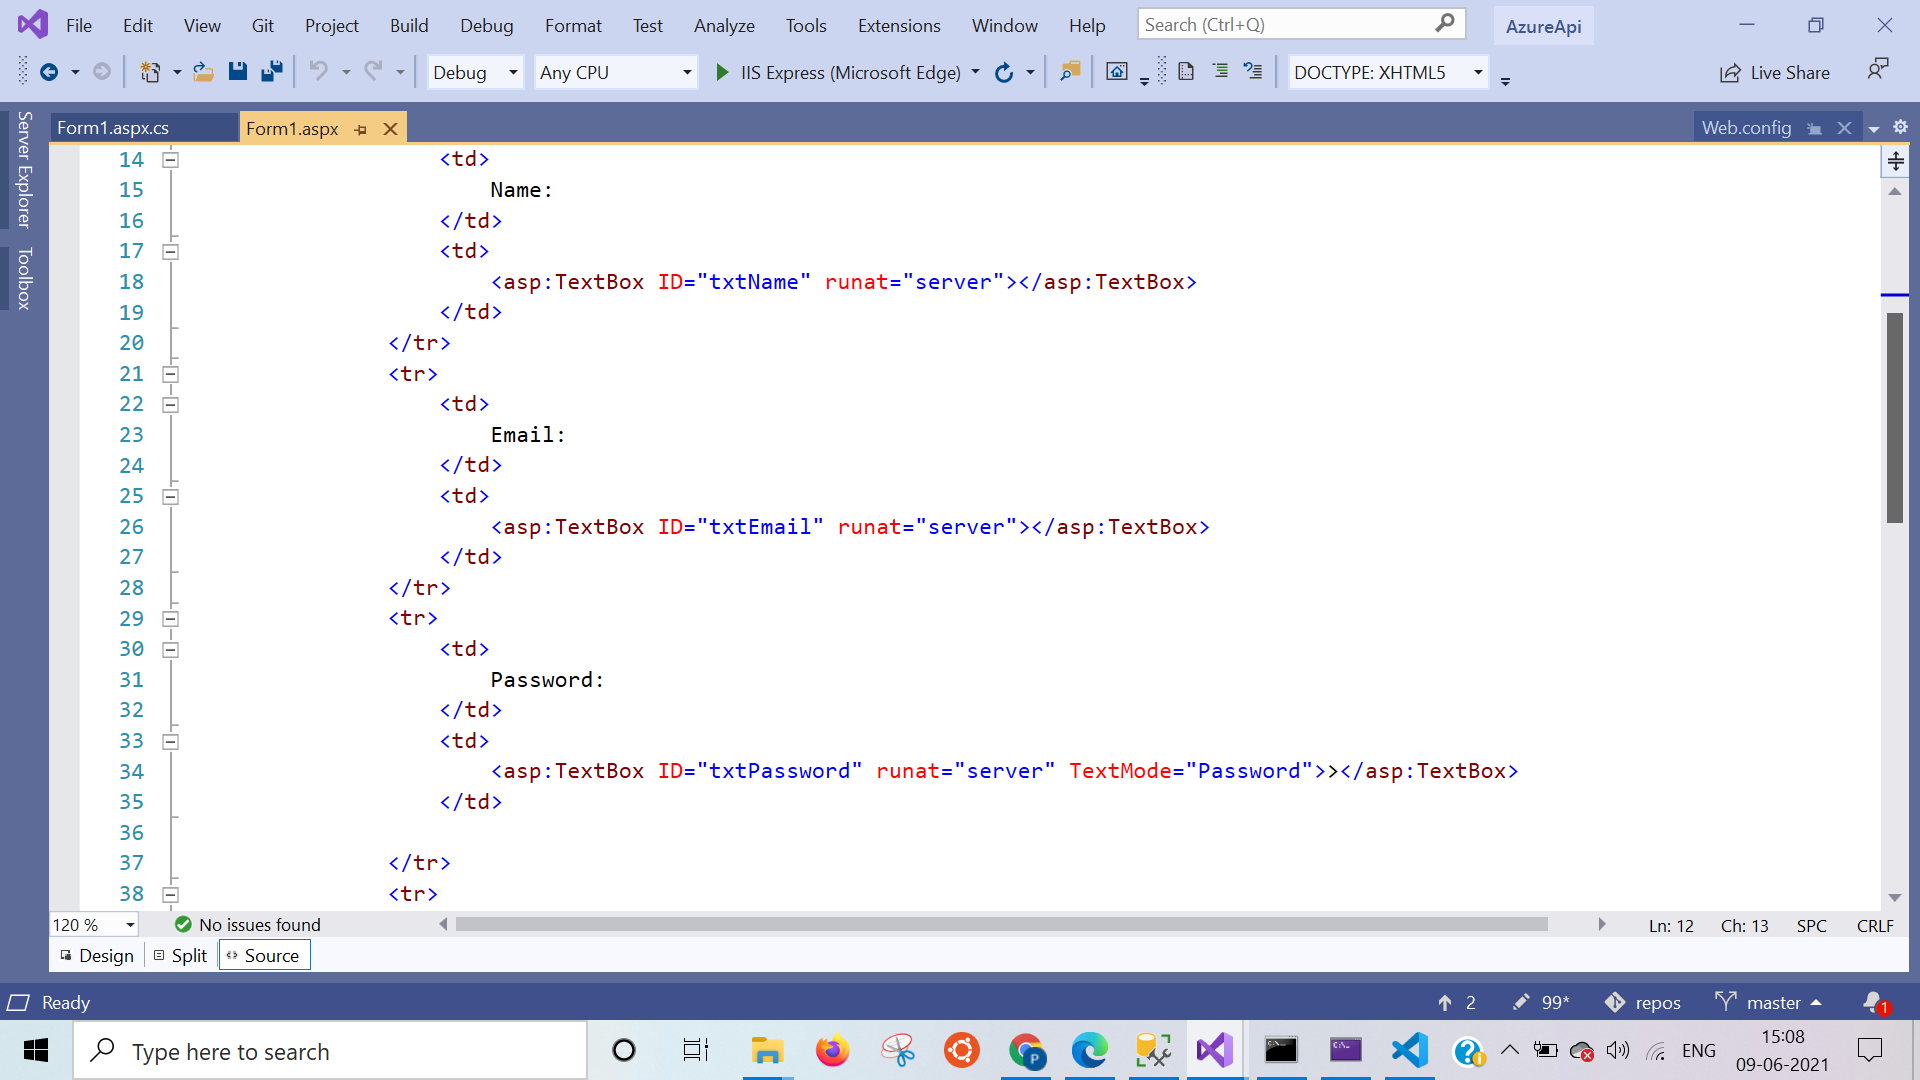 File Edit View Git Project Build Debug Format Test Analyze Tools Extensions Window Help Search (Ctrl+Q) AzureApi
Debug Any CPU IIS Express (Microsoft Edge) DOCTYPE: XHTML5 Live Share
Server Explorer
Toolbox
Form1.aspx.cs Form1.aspx Web.config
14 <td>
15 Name:
16 </td>
17 <td>
18 <asp:TextBox ID="txtName" runat="server"></asp:TextBox>
19 </td>
20 </tr>
21 <tr>
22 <td>
23 Email:
24 </td>
25 <td>
26 <asp:TextBox ID="txtEmail" runat="server"></asp:TextBox>
27 </td>
28 </tr>
29 <tr>
30 <td>
31 Password:
32 </td>
33 <td>
34 <asp:TextBox ID="txtPassword" runat="server" TextMode="Password">></asp:TextBox>
35 </td>
36
37 </tr>
38 <tr>
120 % No issues found Ln: 12 Ch: 13 SPC CRLF
Design Split Source
Ready 2 99* repos master 1
Type here to search P ENG 15:08
09-06-2021